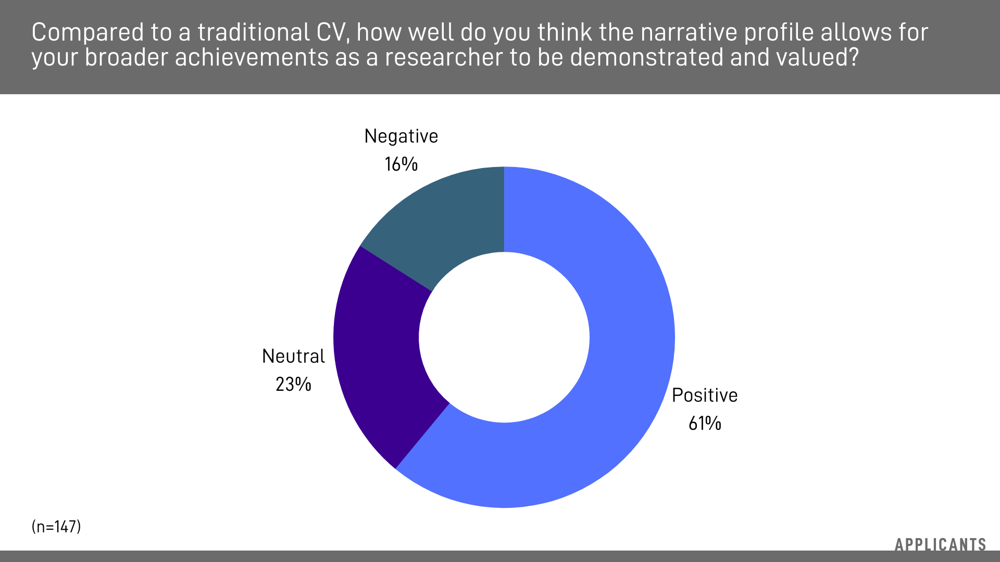 Compared to a traditional CV, how well do you think the narrative profile allows for
your broader achievements as a researcher to be demonstrated and valued?
Negative
16%
Neutral
23%
Positive
61%
(n=147)
APPLICANTS